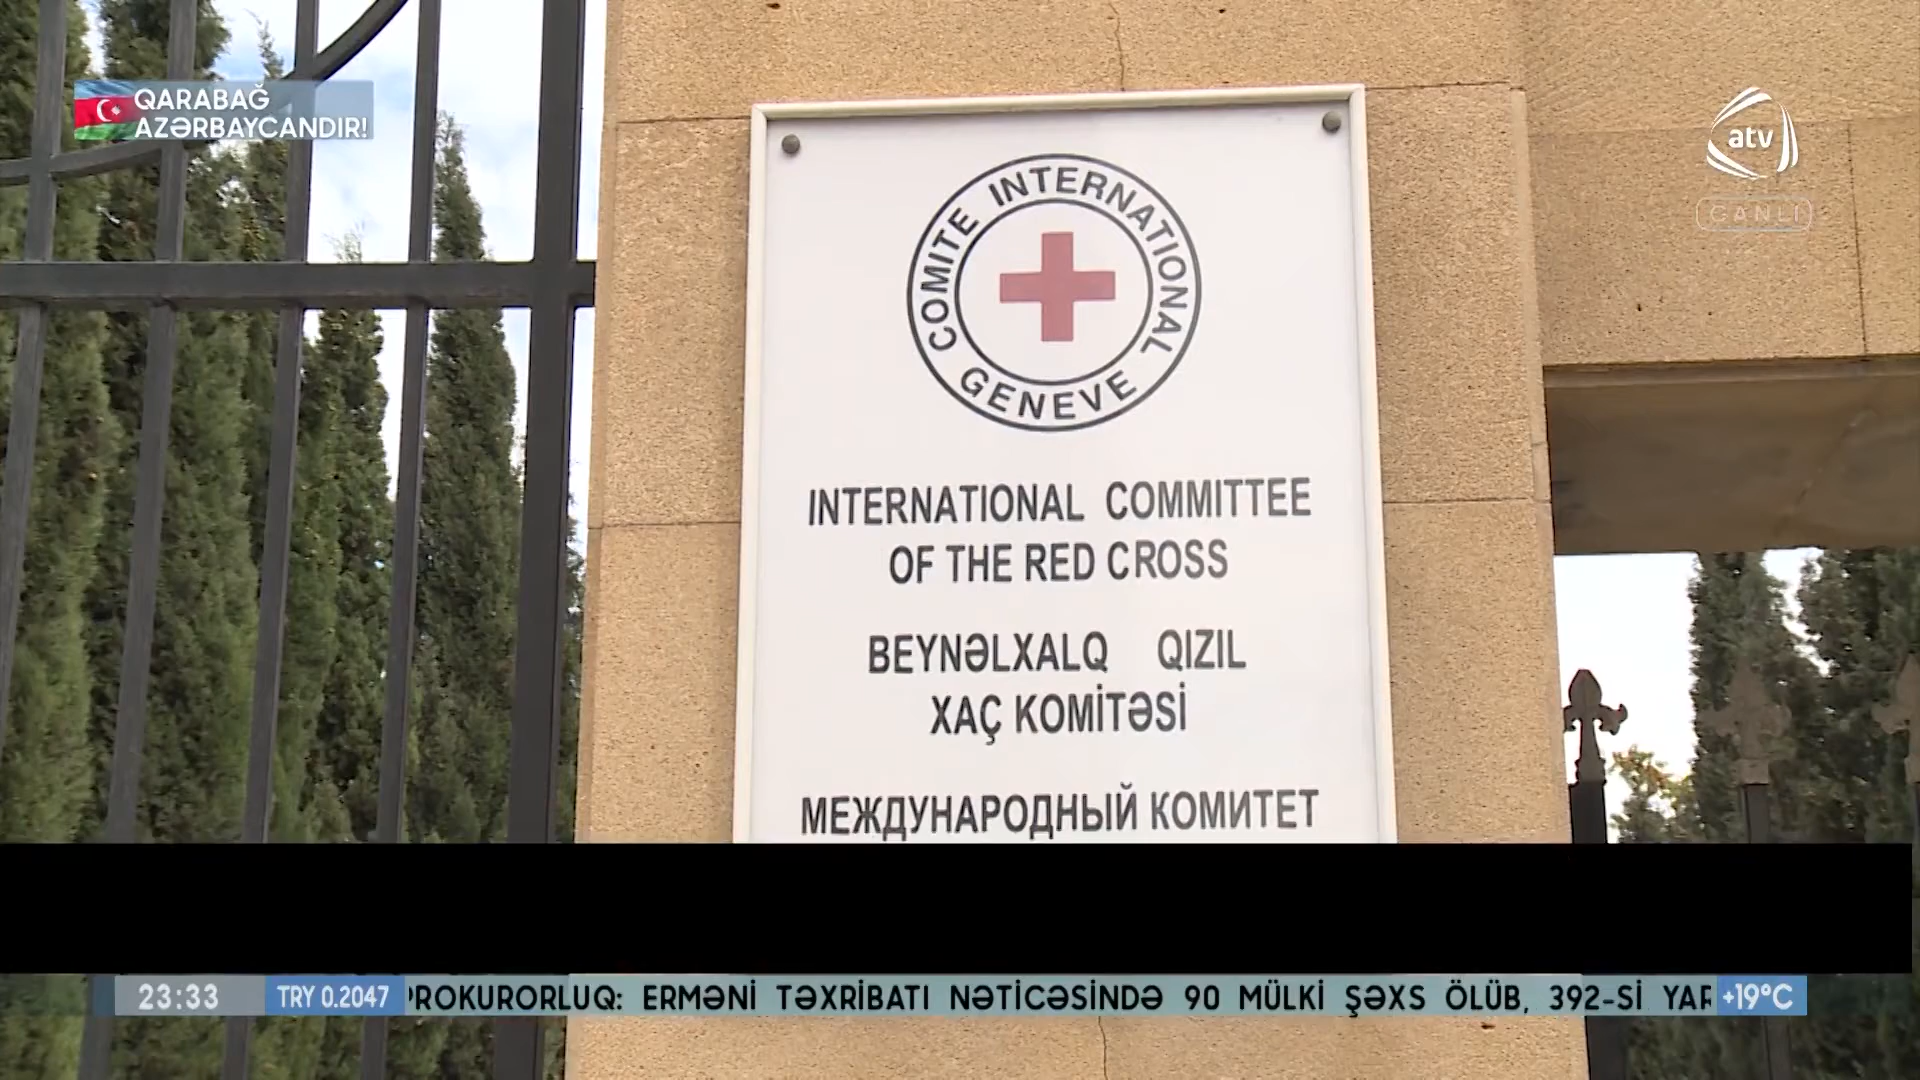 QARABAĞ
AZƏRBAYCANDIR!
atv
CANLI
COMITE INTERNATIONAL
GENEVE
INTERNATIONAL COMMITTEE
OF THE RED CROSS
BEYNƏLXALQ QIZIL
XAÇ KOMİTƏSİ
МЕЖДУНАРОДНЫЙ КОМИТЕТ
23:33
TRY 0.2047
PROKURORLUQ: ERMƏNİ TƏXRİBATI NƏTİCƏSİNDƏ 90 MÜLKİ ŞƏXS ÖLÜB, 392-Sİ
+19°C